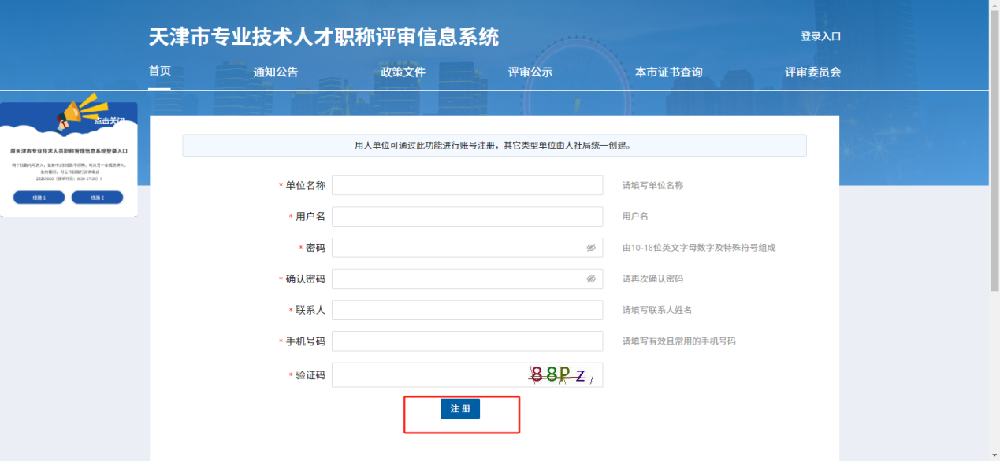 天津市专业技术人才职称评审信息系统
登录入口
首页 通知公告 政策文件 评审公示 本市证书查询 评审委员会
点击关闭
原天津市专业技术人员职称管理信息系统登录入口
线路 1 线路 2
用人单位可通过此功能进行账号注册，其它类型单位由人社局统一创建。
* 单位名称 请填写单位名称
* 用户名 用户名
* 密码 由10-18位英文字母数字及特殊符号组成
* 确认密码 请再次确认密码
* 联系人 请填写联系人姓名
* 手机号码 请填写有效且常用的手机号码
* 验证码 88Pz
注 册